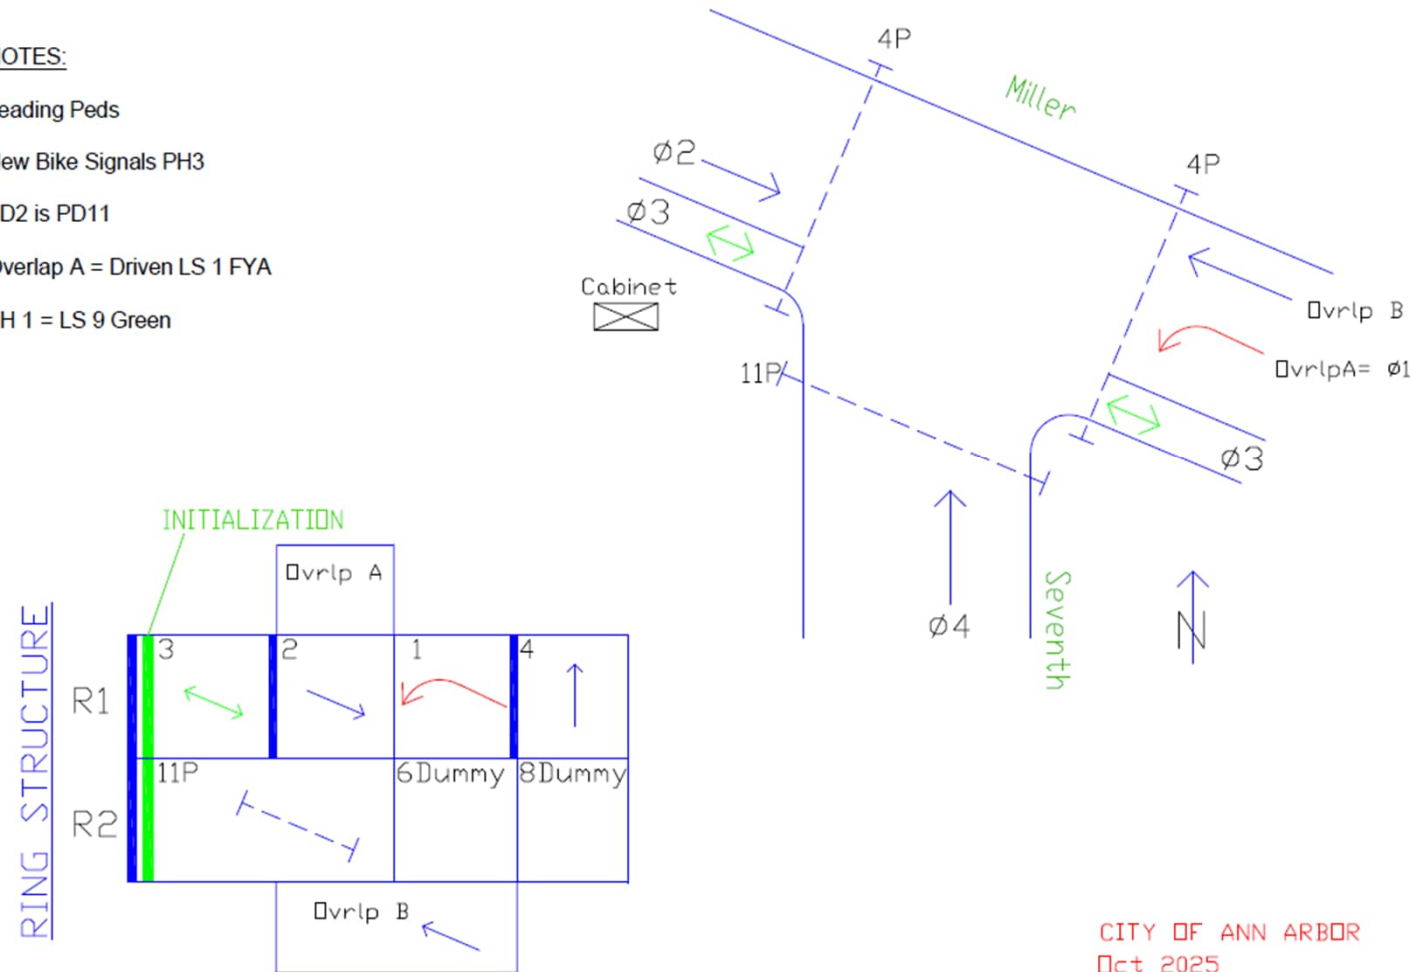 OTES:
eading Peds
ew Bike Signals PH3
D2 is PD11
verlap A = Driven LS 1 FYA
H 1 = LS 9 Green
4P
Miller
4P
Ø2
Ø3
Cabinet
11P
Ovrlp B
OvrlpA= Ø1
Ø3
Ø4
Seventh
N
INITIALIZATION
Ovrlp A
RING STRUCTURE
R1
3
2
1
4
R2
11P
6Dummy
8Dummy
Ovrlp B
CITY OF ANN ARBOR
Oct 2025